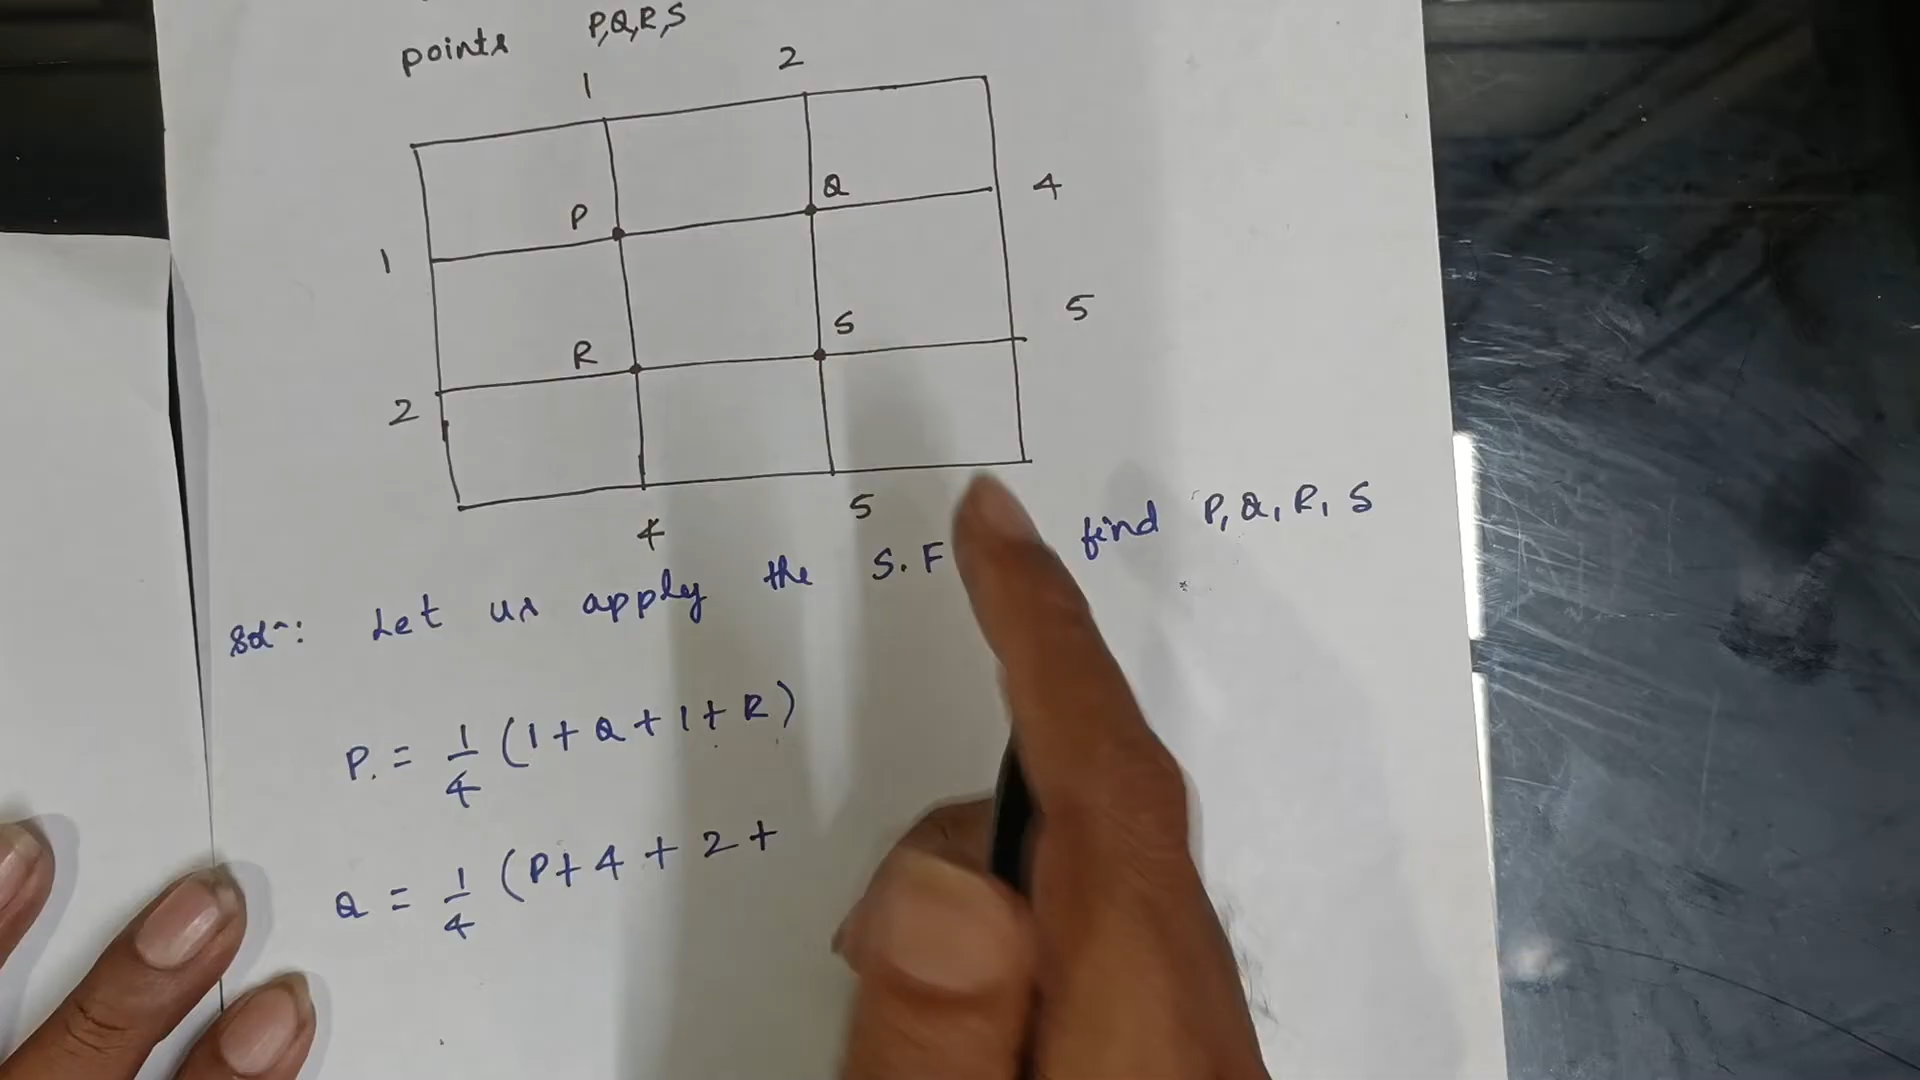 points P,Q,R,S
1 2
P Q 4
1
R S 5
2
4 5
Soln: Let us apply the S.F find P, Q, R, S
P. = 1/4 (1 + Q + 1 + R)
Q = 1/4 (P + 4 + 2 +